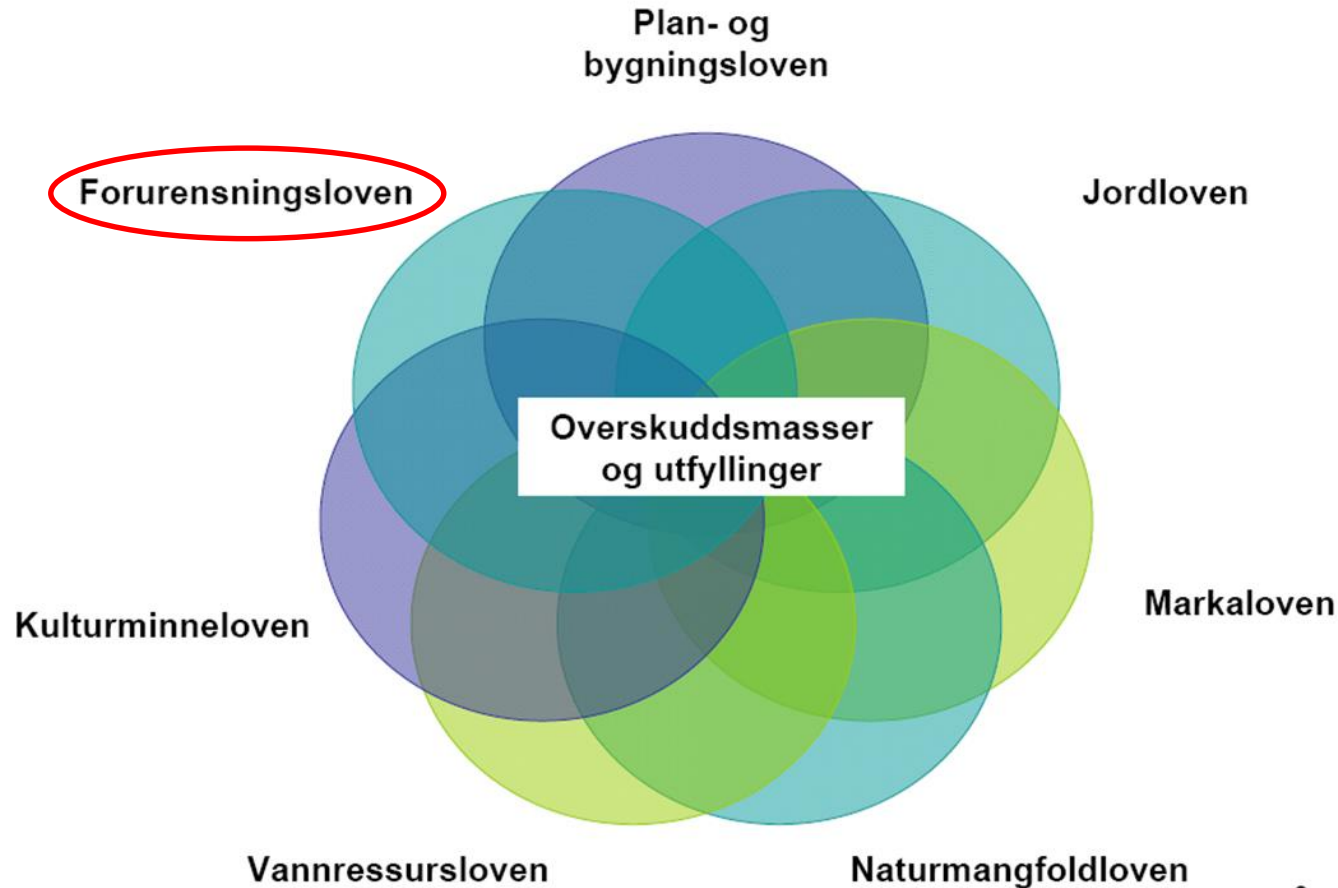 Plan- og
bygningsloven
Forurensningsloven
Jordloven
Overskuddsmasser
og utfyllinger
Kulturminneloven
Markaloven
Vannressursloven
Naturmangfoldloven